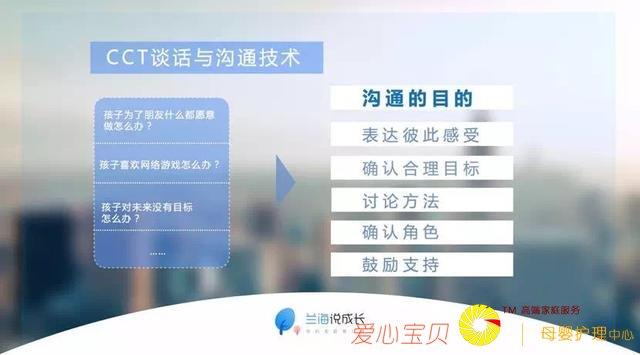 CCT谈话与沟通技术
孩子为了朋友什么都愿意
做怎么办？
孩子喜欢网络游戏怎么办？
孩子对未来没有目标
怎么办？
……
沟通的目的
表达彼此感受
确认合理目标
讨论方法
确认角色
鼓励支持
兰海说成长
爱心宝贝
TM 高端家庭服务
母婴护理中心